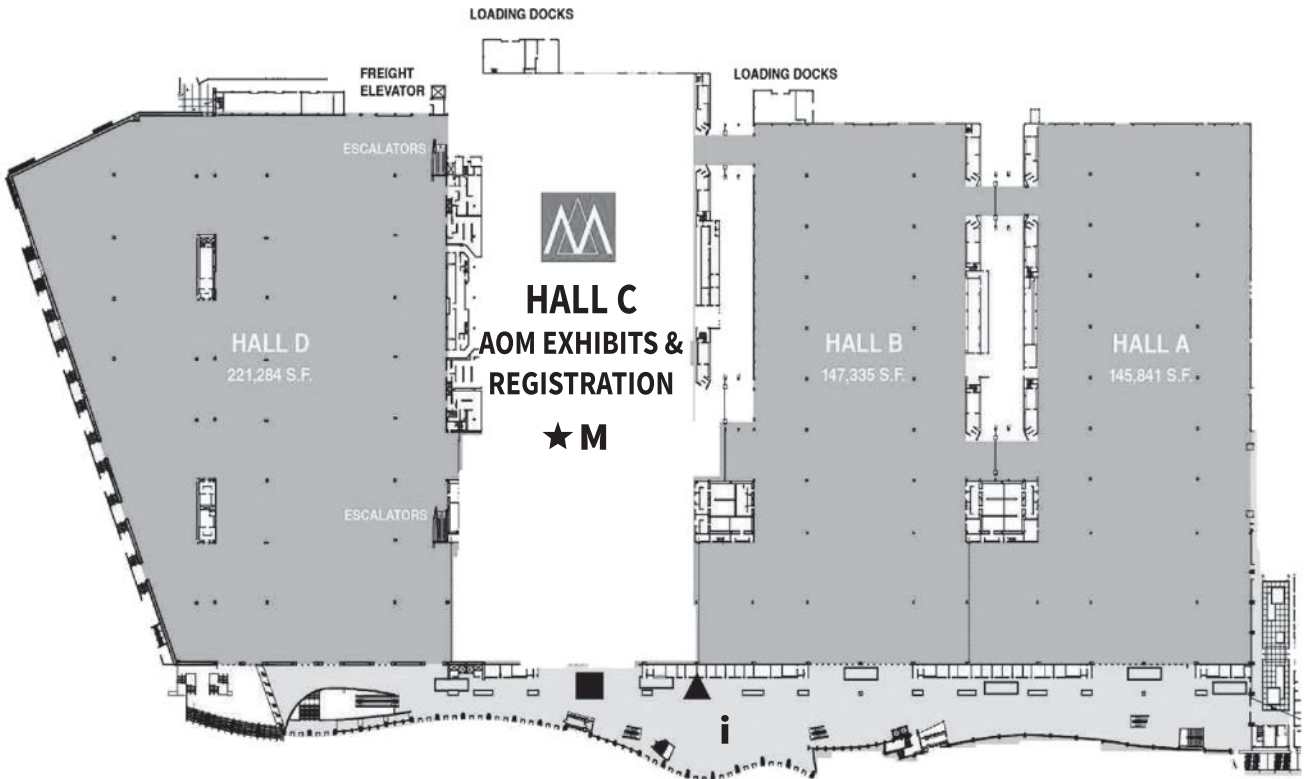 LOADING DOCKS
FREIGHT
ELEVATOR
LOADING DOCKS
ESCALATORS
HALL C
AOM EXHIBITS &
REGISTRATION
★ M
HALL D
221,284 S.F.
HALL B
147,335 S.F.
HALL A
145,841 S.F.
ESCALATORS
i